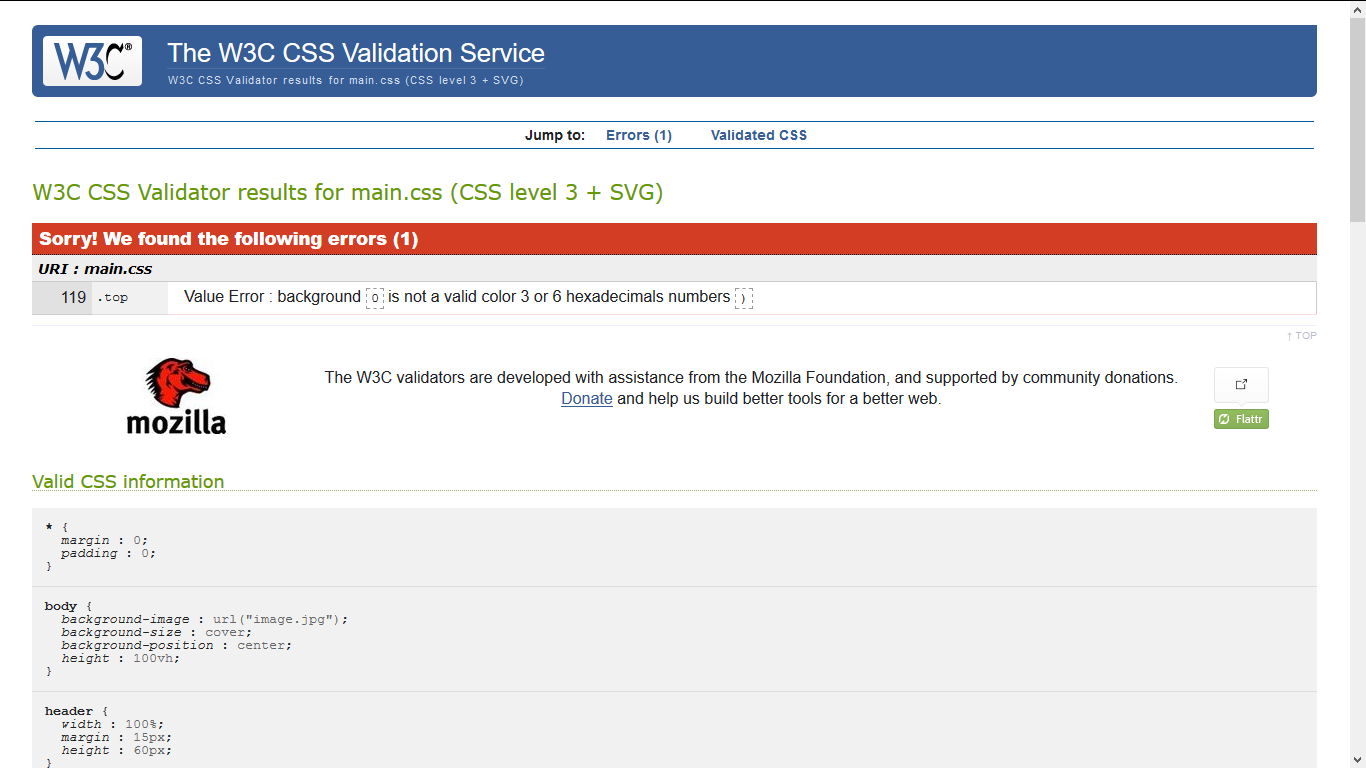 W3C®
The W3C CSS Validation Service
W3C CSS Validator results for main.css (CSS level 3 + SVG)
Jump to: Errors (1) Validated CSS
W3C CSS Validator results for main.css (CSS level 3 + SVG)
Sorry! We found the following errors (1)
URI : main.css
119 .top Value Error : background 0 is not a valid color 3 or 6 hexadecimals numbers )
↑ TOP
mozilla
The W3C validators are developed with assistance from the Mozilla Foundation, and supported by community donations.
Donate and help us build better tools for a better web.
Flattr
Valid CSS information
* {
margin : 0;
padding : 0;
}
body {
background-image : url("image.jpg");
background-size : cover;
background-position : center;
height : 100vh;
}
header {
width : 100%;
margin : 15px;
height : 60px;
}